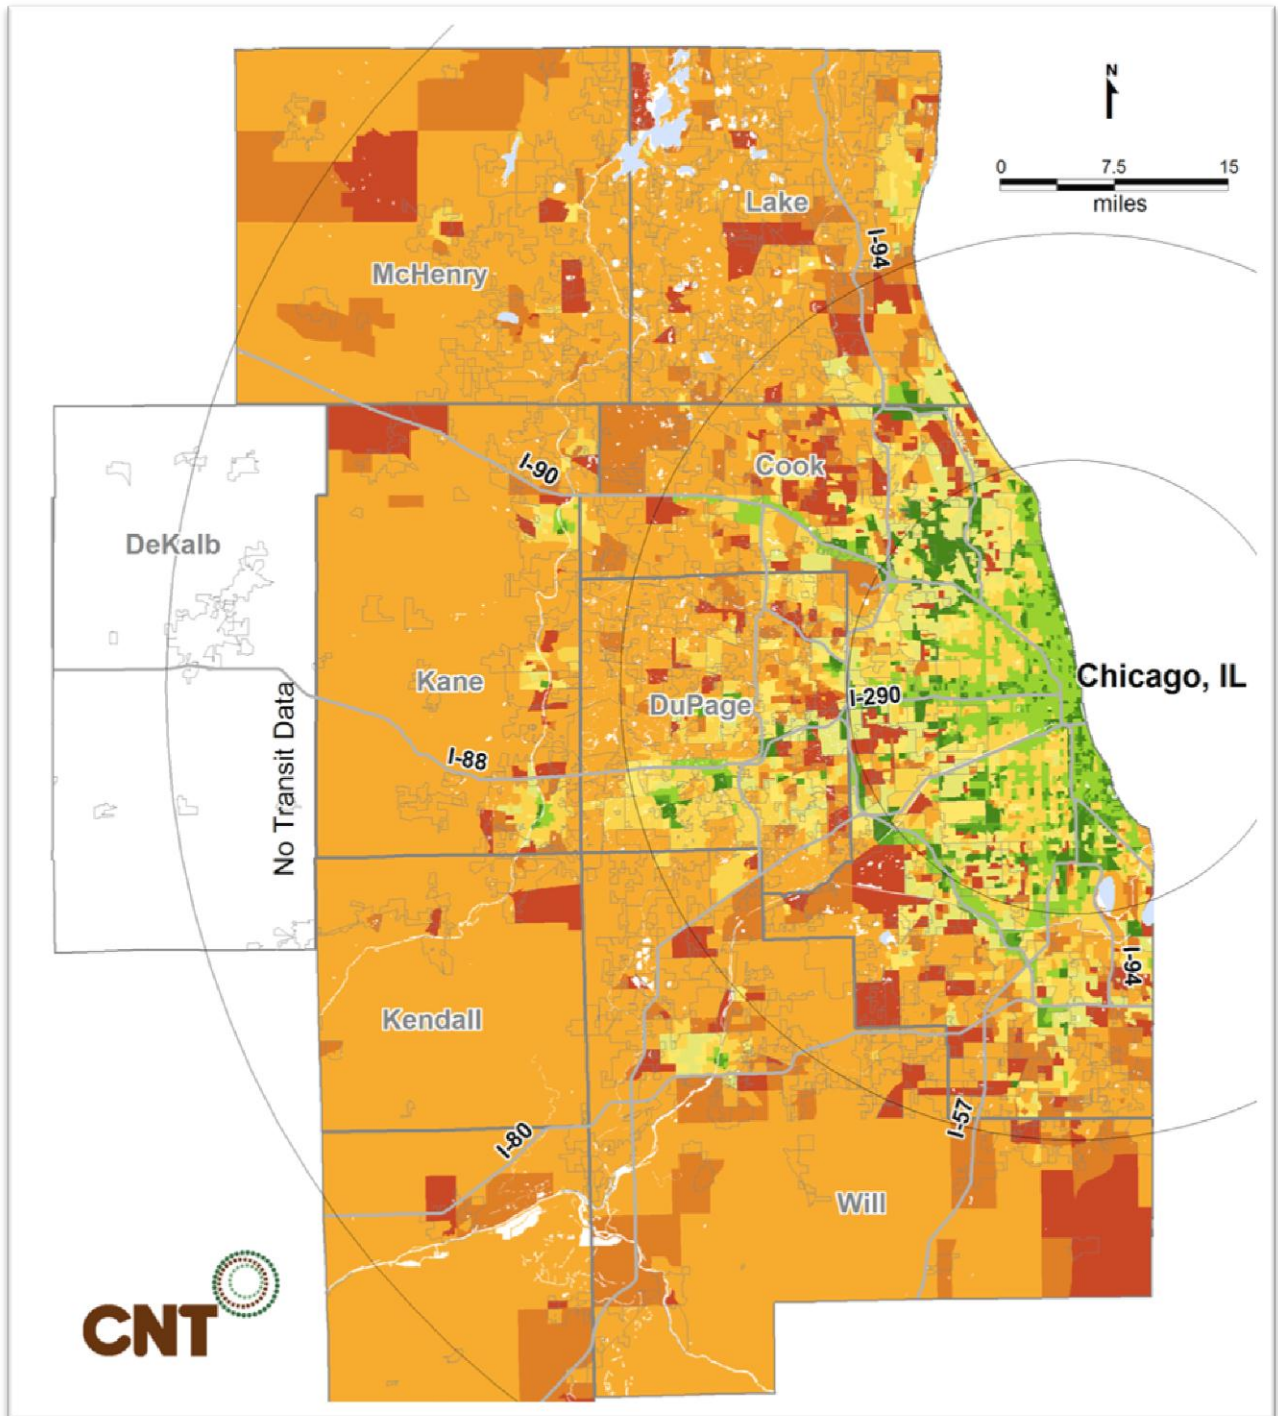 N
0 7.5 15
miles
Lake
I-94
McHenry
Cook
I-90
DeKalb
Chicago, IL
Kane
I-290
DuPage
No Transit Data
I-88
I-94
Kendall
I-57
I-80
Will
CNT